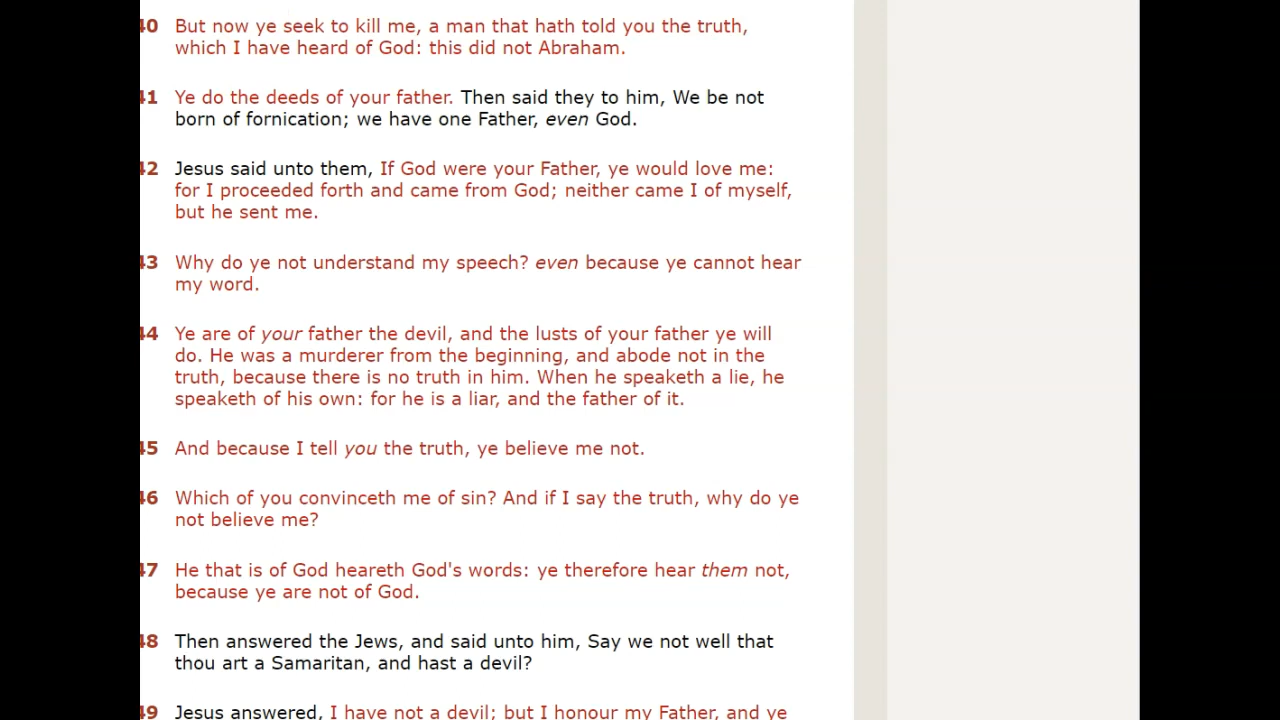 40 But now ye seek to kill me, a man that hath told you the truth,
which I have heard of God: this did not Abraham.
41 Ye do the deeds of your father. Then said they to him, We be not
born of fornication; we have one Father, even God.
42 Jesus said unto them, If God were your Father, ye would love me:
for I proceeded forth and came from God; neither came I of myself,
but he sent me.
43 Why do ye not understand my speech? even because ye cannot hear
my word.
44 Ye are of your father the devil, and the lusts of your father ye will
do. He was a murderer from the beginning, and abode not in the
truth, because there is no truth in him. When he speaketh a lie, he
speaketh of his own: for he is a liar, and the father of it.
45 And because I tell you the truth, ye believe me not.
46 Which of you convinceth me of sin? And if I say the truth, why do ye
not believe me?
47 He that is of God heareth God's words: ye therefore hear them not,
because ye are not of God.
48 Then answered the Jews, and said unto him, Say we not well that
thou art a Samaritan, and hast a devil?
49 Jesus answered, I have not a devil; but I honour my Father, and ye